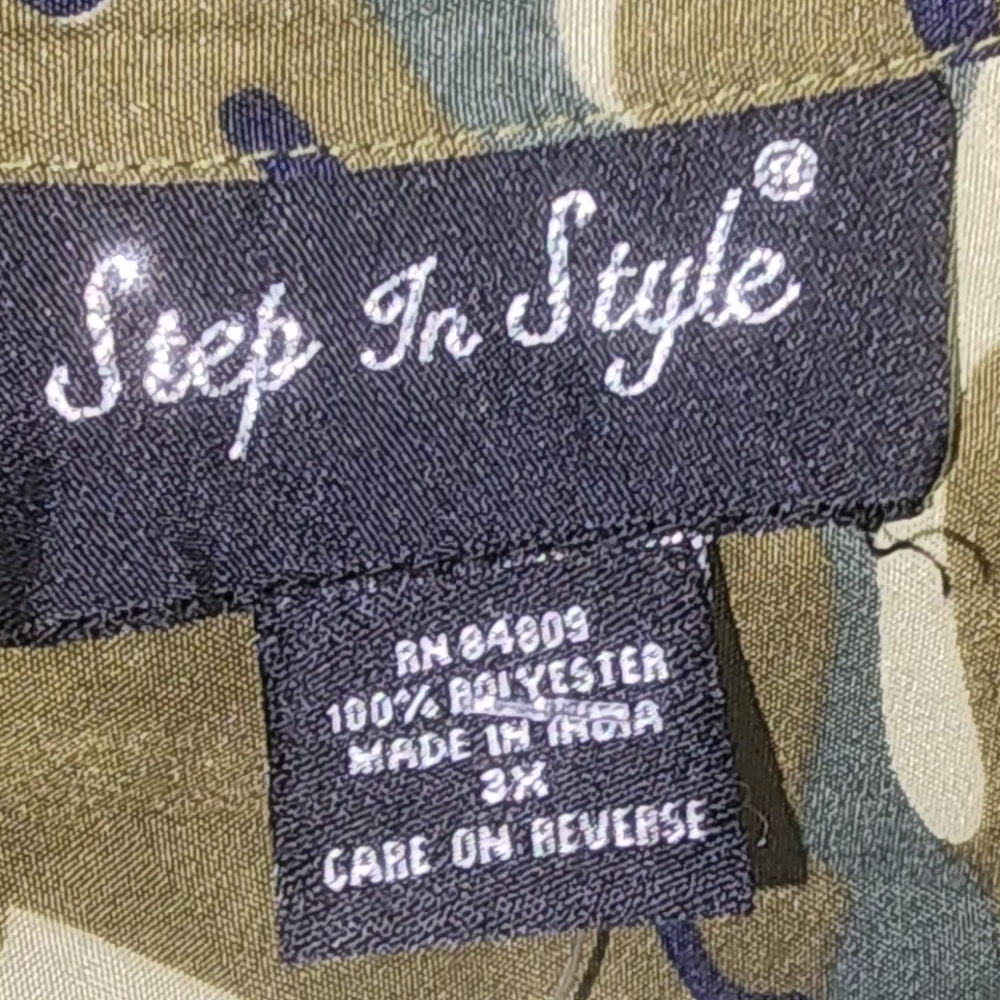 Step In Style®
RN 84809
100% POLYESTER
MADE IN INDIA
3X
CARE ON REVERSE